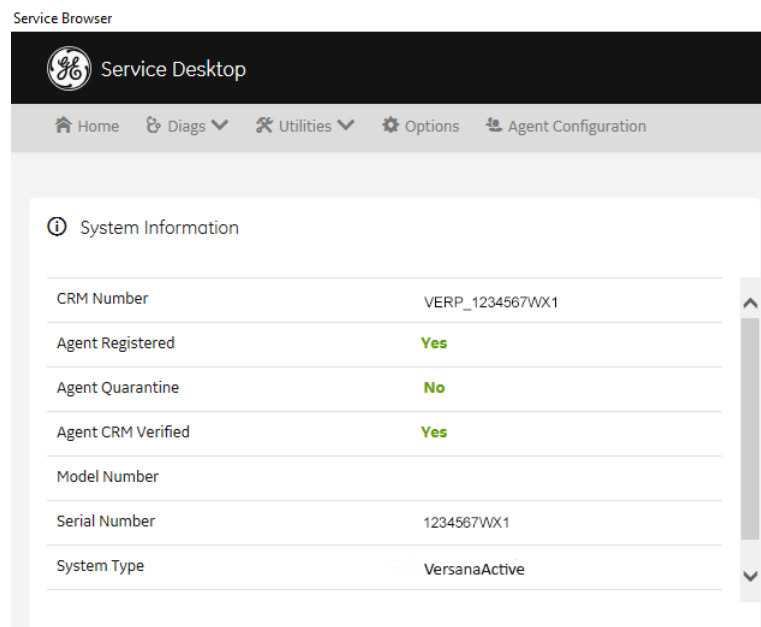 Service Browser
GE Service Desktop
Home Diags Utilities Options Agent Configuration
System Information
CRM Number VERP_1234567WX1
Agent Registered Yes
Agent Quarantine No
Agent CRM Verified Yes
Model Number
Serial Number 1234567WX1
System Type VersanaActive